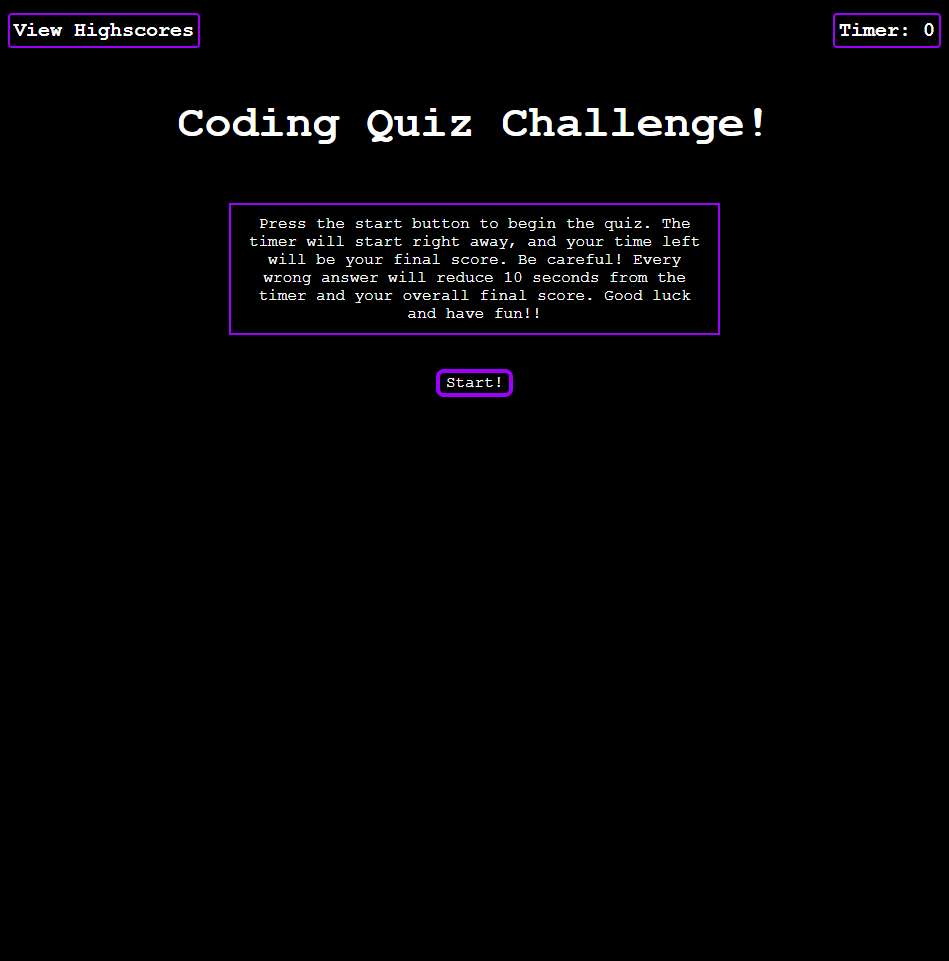 View Highscores
Timer: 0
Coding Quiz Challenge!
Press the start button to begin the quiz. The
timer will start right away, and your time left
will be your final score. Be careful! Every
wrong answer will reduce 10 seconds from the
timer and your overall final score. Good luck
and have fun!!
Start!